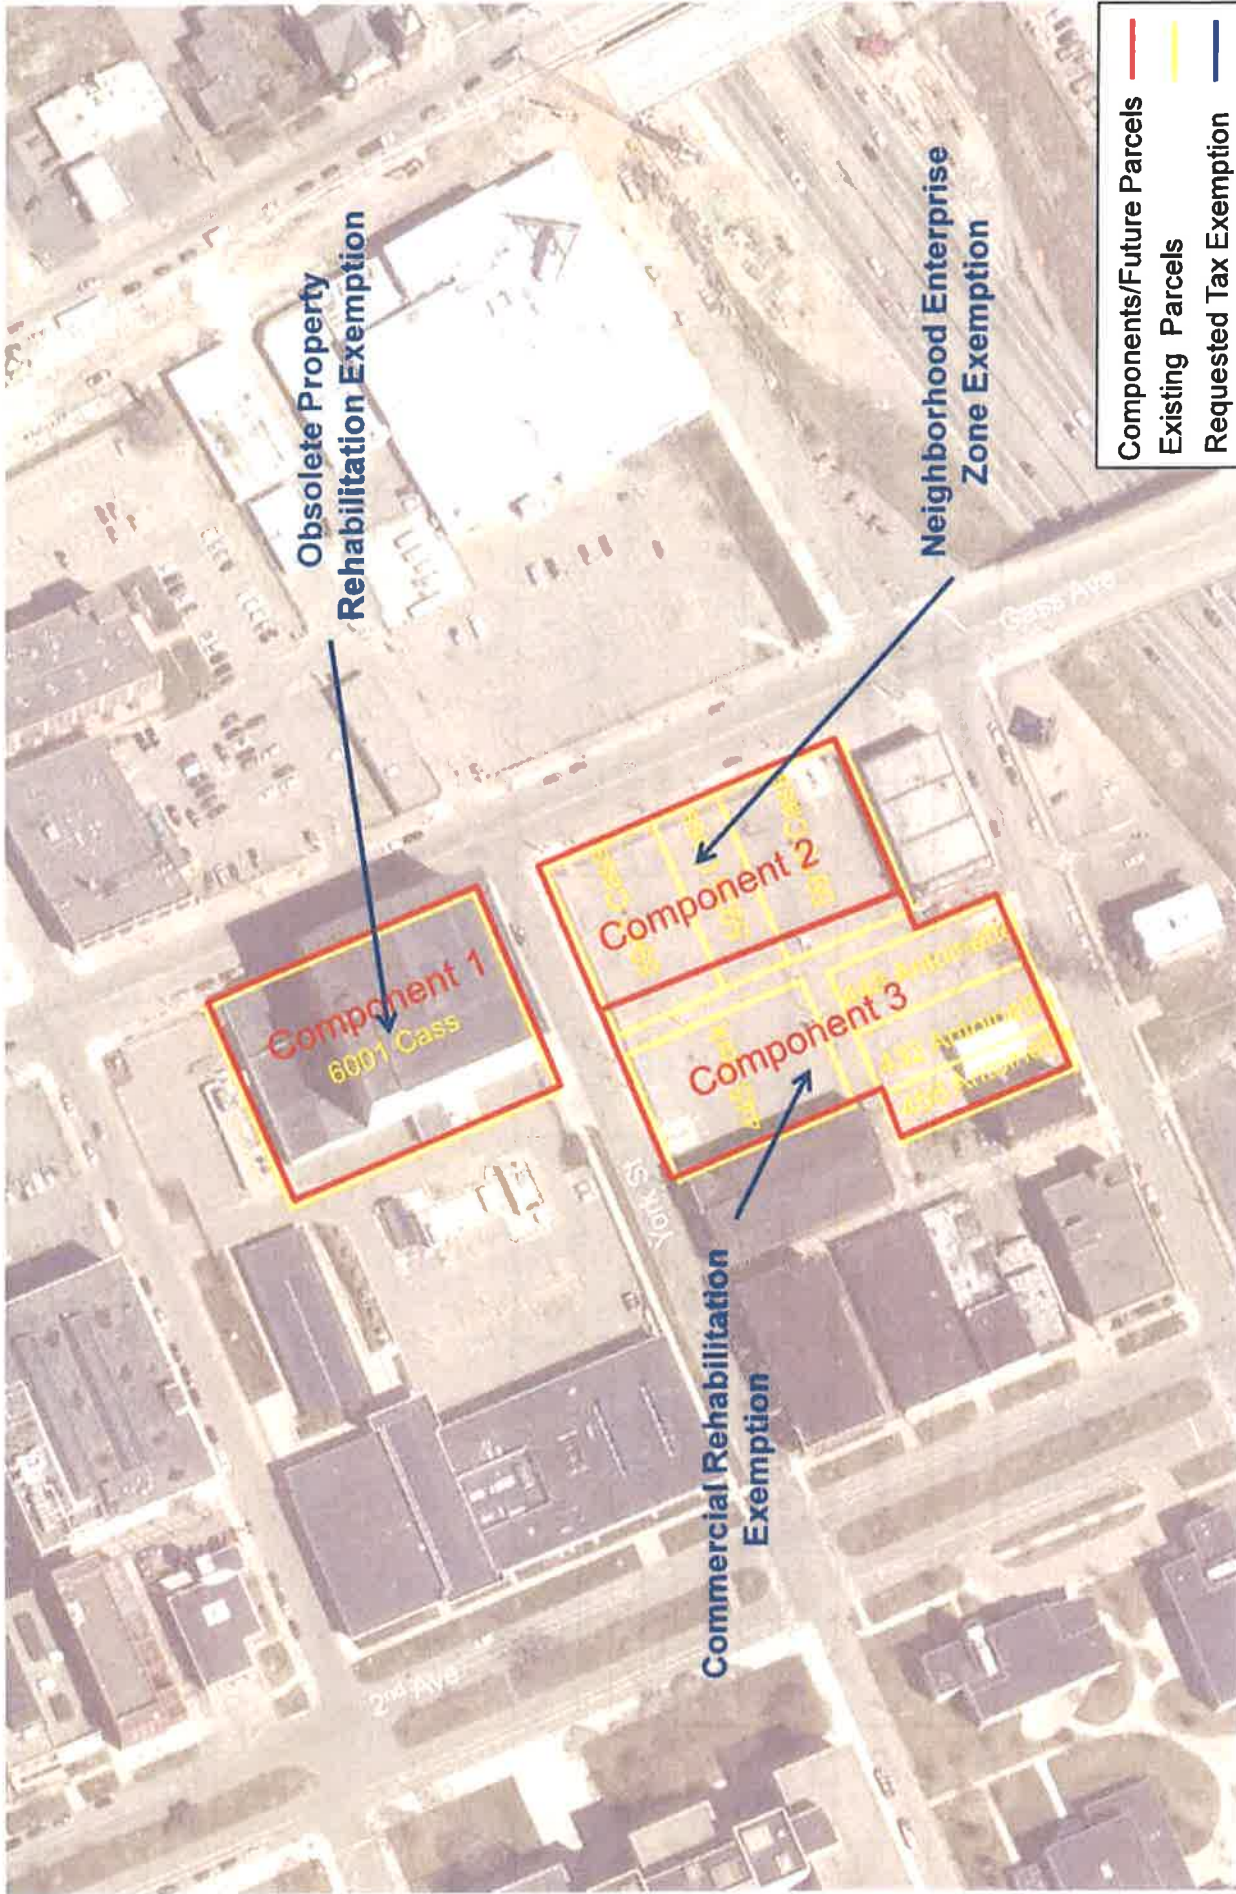 Obsolete Property
Rehabilitation Exemption
Component 1
6001 Cass
Neighborhood Enterprise
Zone Exemption
Component 2
Component 3
York St
Commercial Rehabilitation
Exemption
2nd Ave
Cass Ave
Components/Future Parcels
Existing Parcels
Requested Tax Exemption